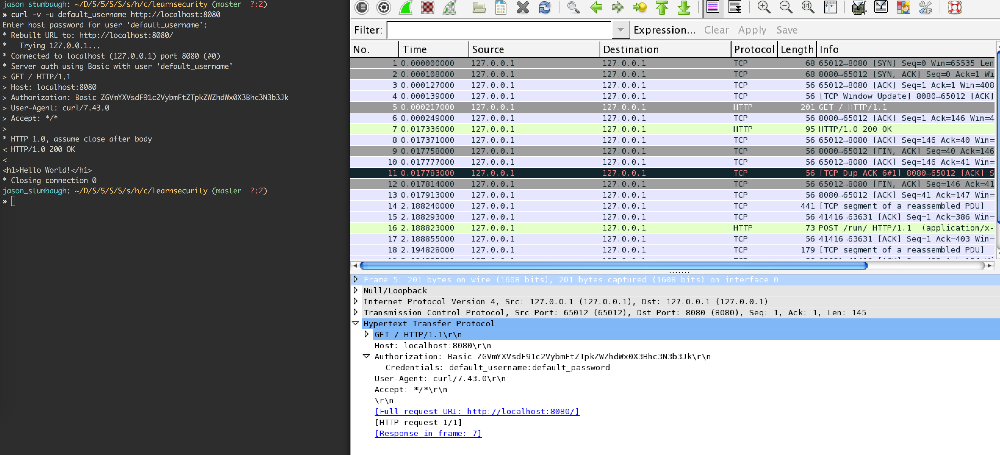 jason_stumbaugh: ~/D/S/5/S/S/s/h/c/learnsecurity (master  ?:2)
» curl -v -u default_username http://localhost:8080
Enter host password for user 'default_username':
* Rebuilt URL to: http://localhost:8080/
*   Trying 127.0.0.1...
* Connected to localhost (127.0.0.1) port 8080 (#0)
* Server auth using Basic with user 'default_username'
> GET / HTTP/1.1
> Host: localhost:8080
> Authorization: Basic ZGVmYXVsdF91c2VybmFtZTpkZWZhdWx0X3Bhc3N3b3Jk
> User-Agent: curl/7.43.0
> Accept: */*
>
* HTTP 1.0, assume close after body
< HTTP/1.0 200 OK
<
<h1>Hello World!</h1>
* Closing connection 0
jason_stumbaugh: ~/D/S/5/S/S/s/h/c/learnsecurity (master  ?:2)
»
Filter: Expression... Clear Apply Save
No. Time Source Destination Protocol Length Info
1 0.000000000 127.0.0.1 127.0.0.1 TCP 68 65012→8080 [SYN] Seq=0 Win=65535 Len
2 0.000108000 127.0.0.1 127.0.0.1 TCP 68 8080→65012 [SYN, ACK] Seq=0 Ack=1 Wi
3 0.000127000 127.0.0.1 127.0.0.1 TCP 56 65012→8080 [ACK] Seq=1 Ack=1 Win=408
4 0.000139000 127.0.0.1 127.0.0.1 TCP 56 [TCP Window Update] 8080→65012 [ACK]
5 0.000217000 127.0.0.1 127.0.0.1 HTTP 201 GET / HTTP/1.1
6 0.000249000 127.0.0.1 127.0.0.1 TCP 56 8080→65012 [ACK] Seq=1 Ack=146 Win=4
7 0.017336000 127.0.0.1 127.0.0.1 HTTP 95 HTTP/1.0 200 OK
8 0.017371000 127.0.0.1 127.0.0.1 TCP 56 65012→8080 [ACK] Seq=146 Ack=40 Win=
9 0.017758000 127.0.0.1 127.0.0.1 TCP 56 8080→65012 [FIN, ACK] Seq=40 Ack=146
10 0.017777000 127.0.0.1 127.0.0.1 TCP 56 65012→8080 [ACK] Seq=146 Ack=41 Win=
11 0.017783000 127.0.0.1 127.0.0.1 TCP 56 [TCP Dup ACK 6#1] 8080→65012 [ACK] S
12 0.017814000 127.0.0.1 127.0.0.1 TCP 56 65012→8080 [FIN, ACK] Seq=146 Ack=41
13 0.017913000 127.0.0.1 127.0.0.1 TCP 56 8080→65012 [ACK] Seq=41 Ack=147 Win=
14 2.188240000 127.0.0.1 127.0.0.1 TCP 441 [TCP segment of a reassembled PDU]
15 2.188293000 127.0.0.1 127.0.0.1 TCP 56 41416→63631 [ACK] Seq=1 Ack=386 Win=
16 2.188823000 127.0.0.1 127.0.0.1 HTTP 73 POST /run/ HTTP/1.1  (application/x-
17 2.188855000 127.0.0.1 127.0.0.1 TCP 56 41416→63631 [ACK] Seq=1 Ack=403 Win=
18 2.194828000 127.0.0.1 127.0.0.1 TCP 179 [TCP segment of a reassembled PDU]
Frame 5: 201 bytes on wire (1608 bits), 201 bytes captured (1608 bits) on interface 0
Null/Loopback
Internet Protocol Version 4, Src: 127.0.0.1 (127.0.0.1), Dst: 127.0.0.1 (127.0.0.1)
Transmission Control Protocol, Src Port: 65012 (65012), Dst Port: 8080 (8080), Seq: 1, Ack: 1, Len: 145
Hypertext Transfer Protocol
GET / HTTP/1.1\r\n
Host: localhost:8080\r\n
Authorization: Basic ZGVmYXVsdF91c2VybmFtZTpkZWZhdWx0X3Bhc3N3b3Jk\r\n
Credentials: default_username:default_password
User-Agent: curl/7.43.0\r\n
Accept: */*\r\n
\r\n
[Full request URI: http://localhost:8080/]
[HTTP request 1/1]
[Response in frame: 7]